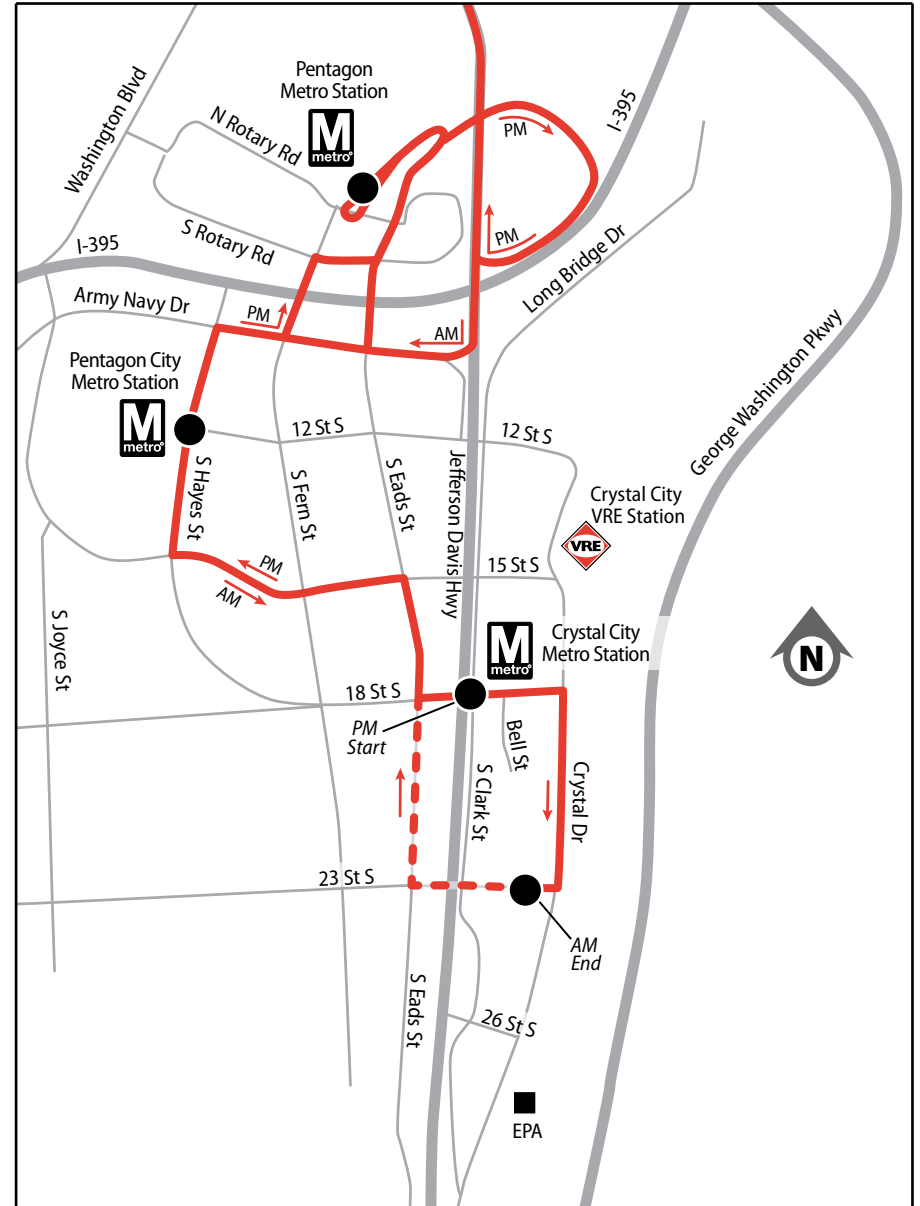 Pentagon
Metro Station
M
metro
Washington Blvd
N Rotary Rd
PM
I-395
S Rotary Rd
PM
Long Bridge Dr
I-395
Army Navy Dr
PM
AM
George Washington Pkwy
Pentagon City
Metro Station
M
metro
12 St S
12 St S
S Hayes St
S Fern St
S Eads St
Jefferson Davis Hwy
Crystal City
VRE Station
VRE
PM
AM
15 St S
S Joyce St
M
metro
Crystal City
Metro Station
N
18 St S
PM
Start
Bell St
S Clark St
Crystal Dr
23 St S
AM
End
S Eads St
26 St S
EPA